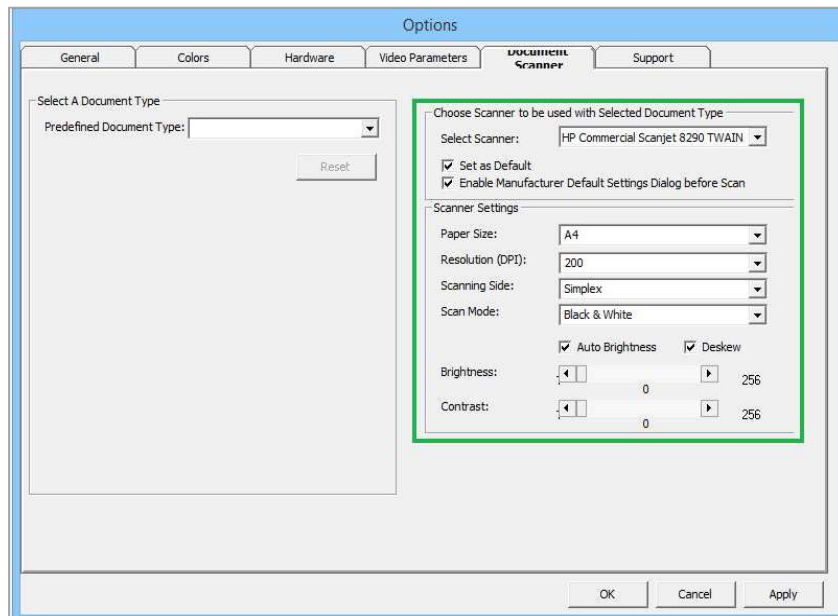 Options
General Colors Hardware Video Parameters Document Scanner Support
Select A Document Type
Predefined Document Type:
Reset
Choose Scanner to be used with Selected Document Type
Select Scanner: HP Commercial Scanjet 8290 TWAIN
Set as Default
Enable Manufacturer Default Settings Dialog before Scan
Scanner Settings
Paper Size: A4
Resolution (DPI): 200
Scanning Side: Simplex
Scan Mode: Black & White
Auto Brightness Deskew
Brightness: 256
0
Contrast: 256
0
OK Cancel Apply